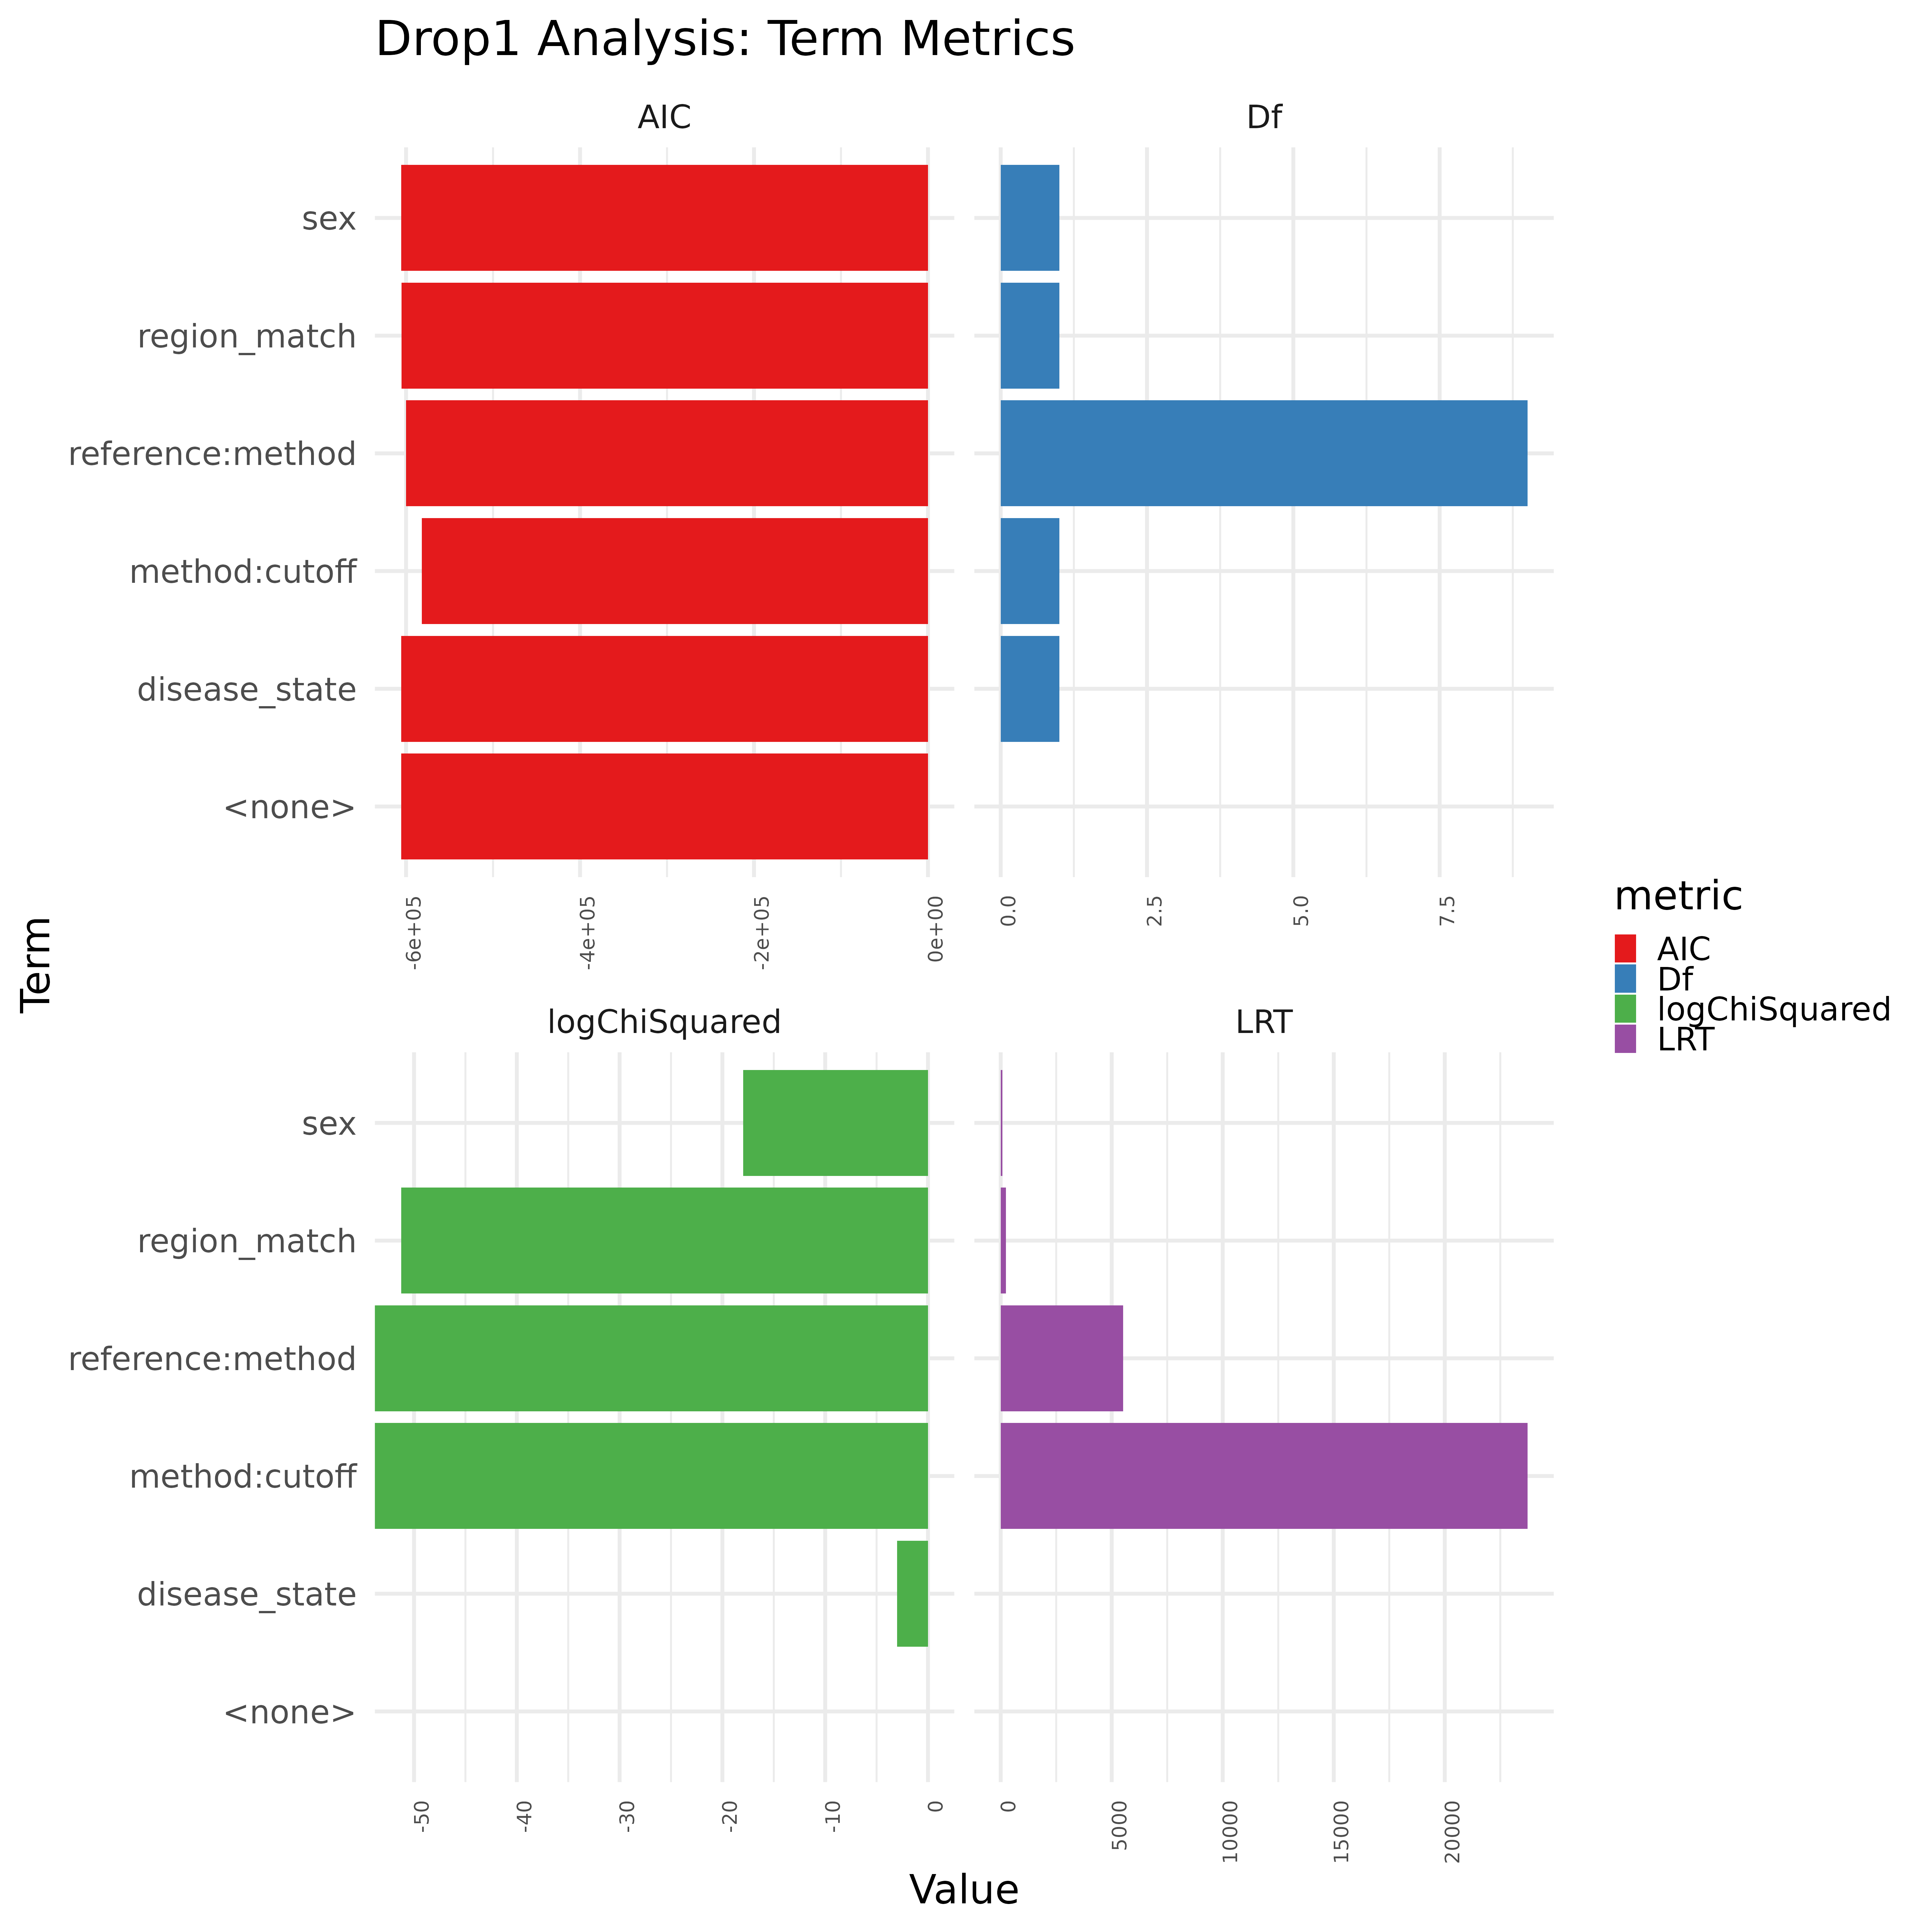 Drop1 Analysis: Term Metrics
AIC
Df
sex
region_match
reference:method
method:cutoff
disease_state
<none>
-6e+05
-4e+05
-2e+05
0e+00
0.0
2.5
5.0
7.5
logChiSquared
LRT
sex
region_match
reference:method
method:cutoff
disease_state
<none>
-50
-40
-30
-20
-10
0
0
5000
10000
15000
20000
Value
Term
metric
AIC
Df
logChiSquared
LRT